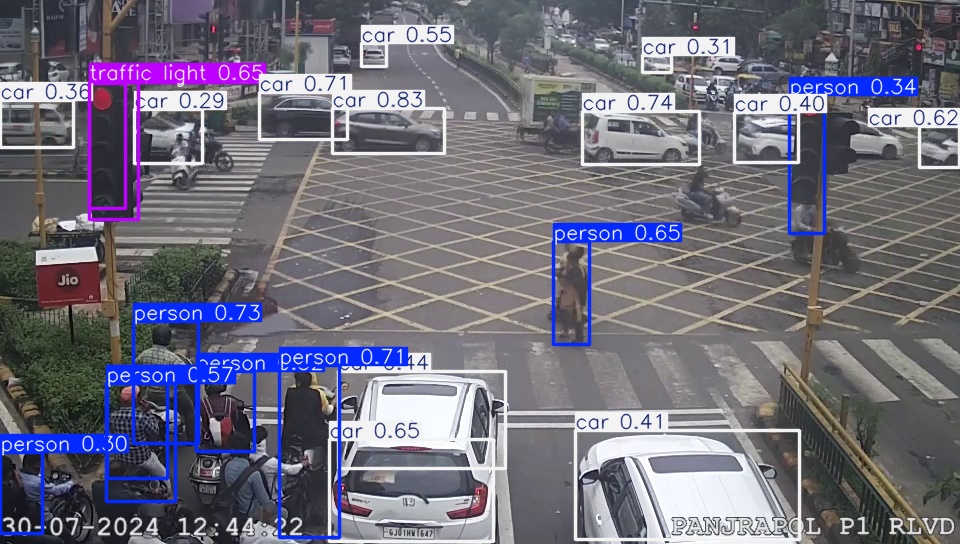 car 0.55
car 0.31
traffic light 0.65
car 0.36
car 0.29
car 0.71
car 0.83
car 0.74
car 0.40
person 0.34
car 0.62
person 0.65
Jio
person 0.73
person 0.71
person 0.57
car 0.65
car 0.41
person 0.30
GJ01HW1647
30-07-2024 12:44:22
PANJRAPOL P1 RLVD